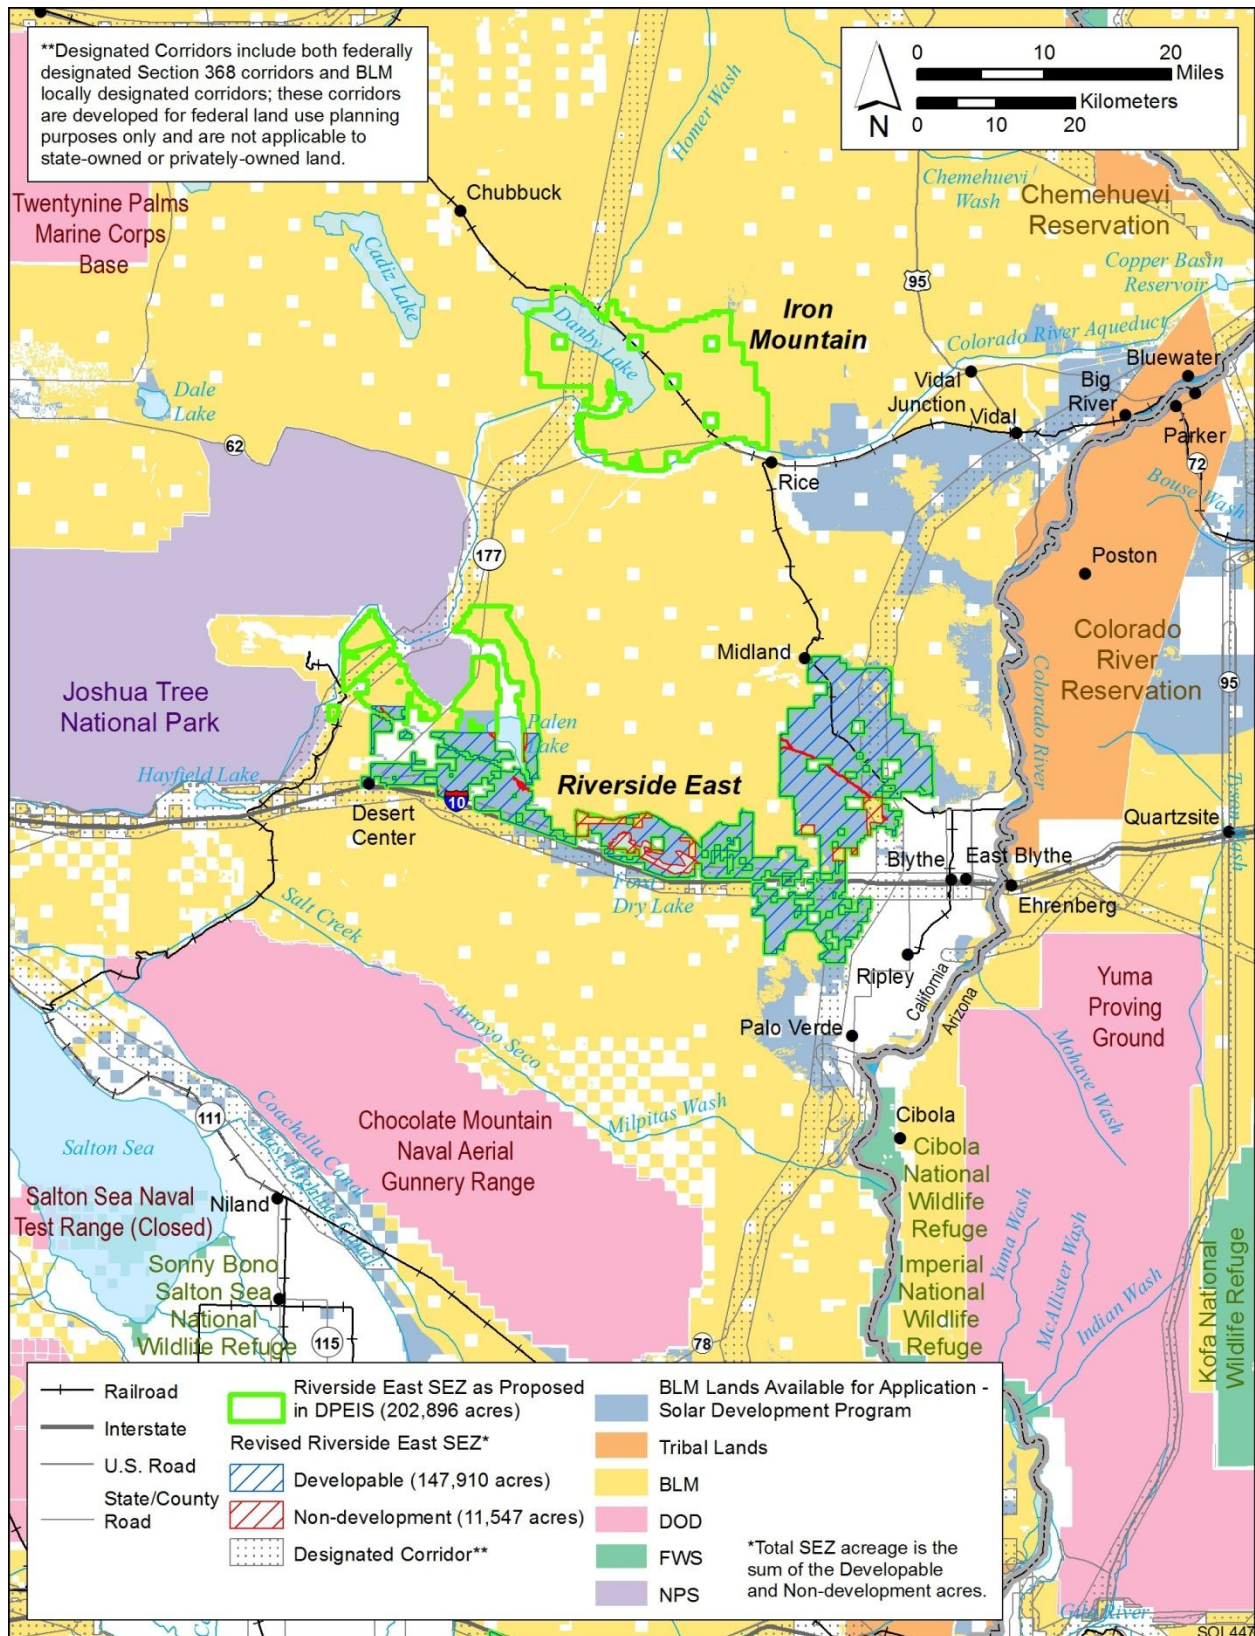 **Designated Corridors include both federally
designated Section 368 corridors and BLM
locally designated corridors; these corridors
are developed for federal land use planning
purposes only and are not applicable to
state-owned or privately-owned land.
N
0 10 20
Miles
Kilometers
0 10 20
Homer Wash
Chubbuck
Twentynine Palms
Marine Corps
Base
Cadiz Lake
Chemehuevi
Wash
Chemehuevi
Reservation
95
Copper Basin
Reservoir
Iron
Mountain
Danby Lake
Colorado River Aqueduct
Bluewater
Vidal
Junction
Big
River
Vidal
Parker
72
Dale
Lake
62
Rice
Bouse Wash
177
Poston
Colorado
River
Reservation
Midland
95
Joshua Tree
National Park
Palen
Lake
Colorado River
Hayfield Lake
Riverside East
10
Desert
Center
Quartzsite
Tyson Wash
Blythe
East Blythe
Ford
Dry Lake
Ehrenberg
Salt Creek
Ripley
California
Arizona
Yuma
Proving
Ground
Palo Verde
Arroyo Seco
Mohave Wash
Milpitas Wash
111
Coachella Canal
East Highline Canal
Chocolate Mountain
Naval Aerial
Gunnery Range
Cibola
Cibola
National
Wildlife
Refuge
Salton Sea
Salton Sea Naval
Test Range (Closed)
Niland
Sonny Bono
Salton Sea
National
Wildlife Refuge
115
78
Imperial
National
Wildlife
Refuge
Yuma Wash
McAllister Wash
Indian Wash
Kofa National
Wildlife Refuge
Railroad
Interstate
U.S. Road
State/County
Road
Riverside East SEZ as Proposed
in DPEIS (202,896 acres)
Revised Riverside East SEZ*
Developable (147,910 acres)
Non-development (11,547 acres)
Designated Corridor**
BLM Lands Available for Application -
Solar Development Program
Tribal Lands
BLM
DOD
FWS
NPS
*Total SEZ acreage is the
sum of the Developable
and Non-development acres.
Gila River
SOL447